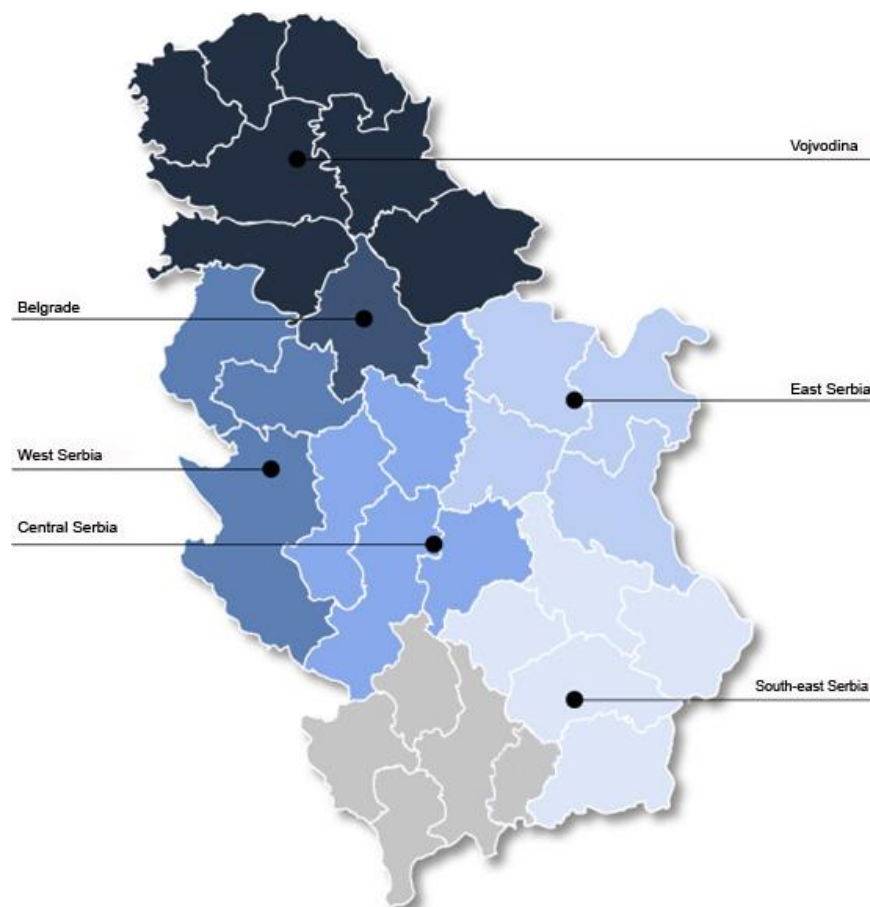 Vojvodina
Belgrade
East Serbia
West Serbia
Central Serbia
South-east Serbia